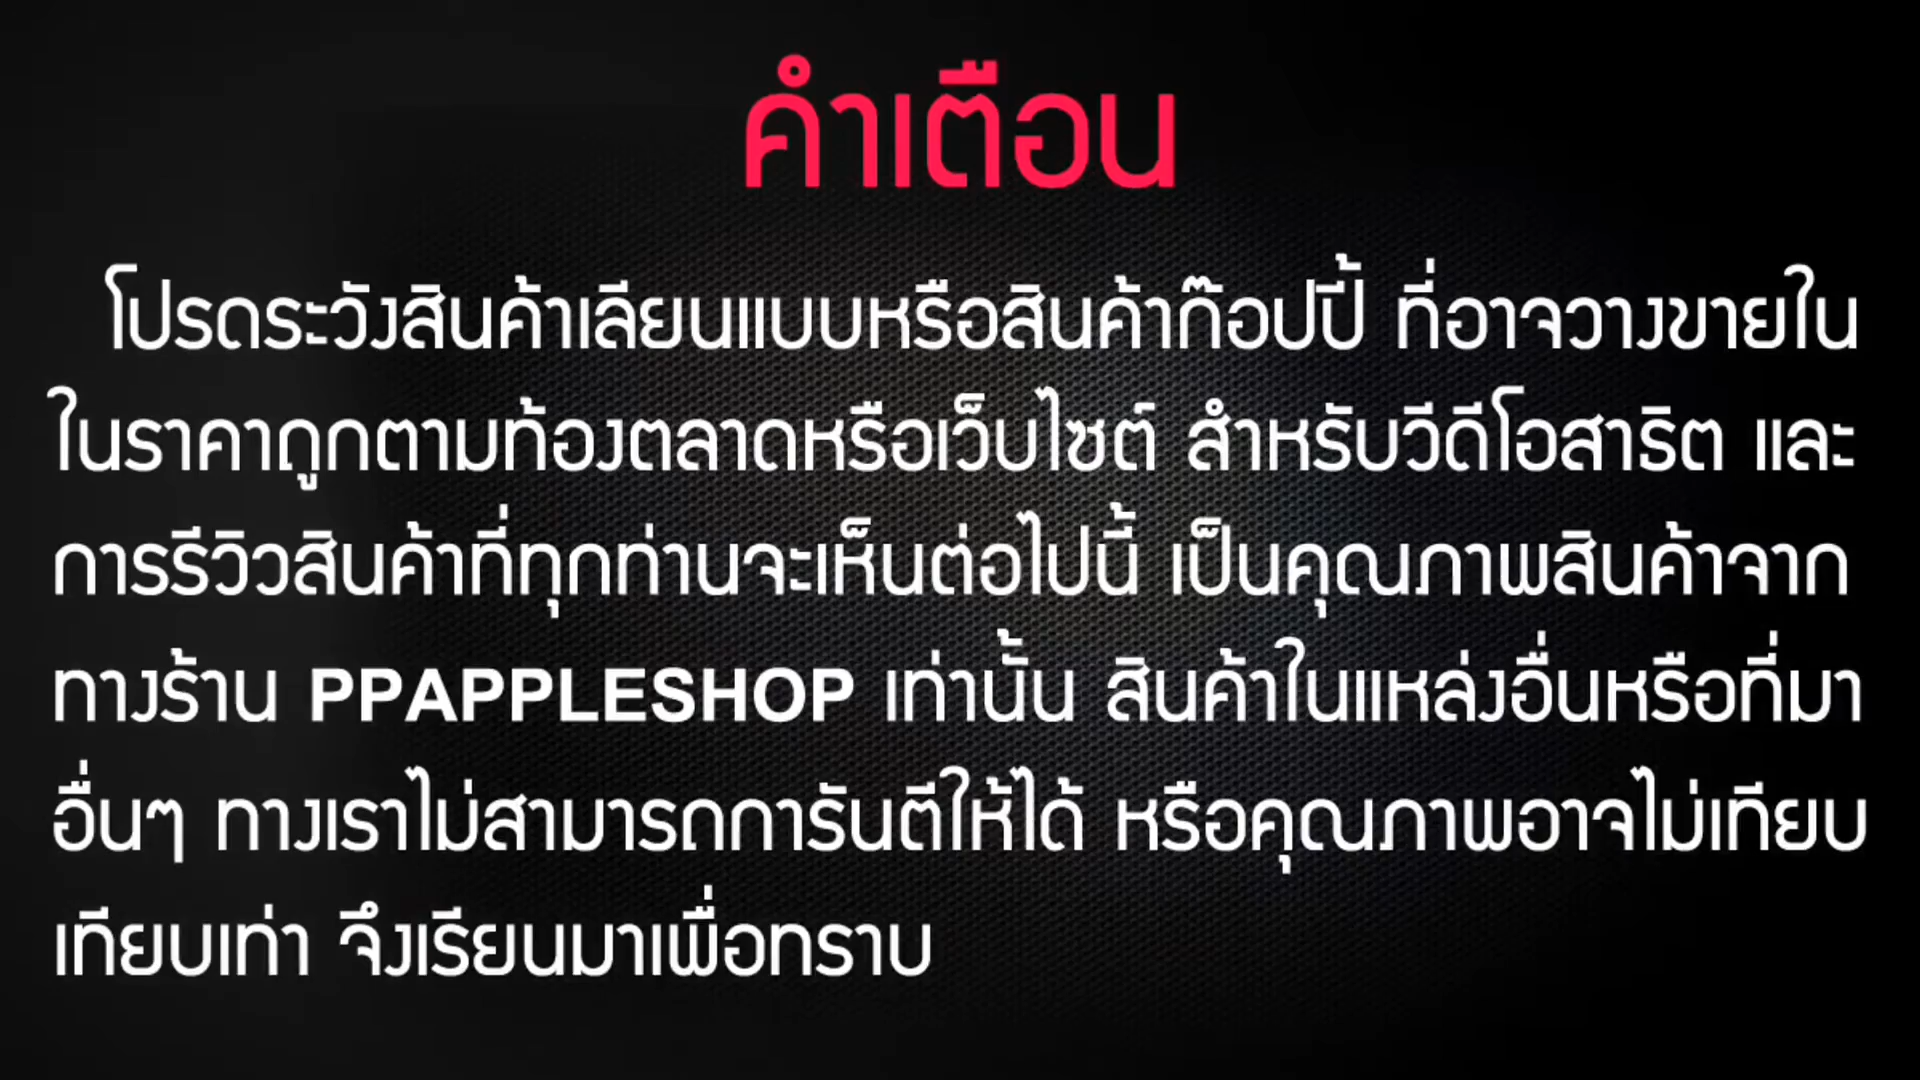 คำเตือน
โปรดระวังสินค้าเลียนแบบหรือสินค้าก๊อปปี้ ที่อาจวางขายใน
ในราคาถูกตามท้องตลาดหรือเว็บไซต์ สำหรับวีดีโอสาธิต และ
การรีวิวสินค้าที่ทุกท่านจะเห็นต่อไปนี้ เป็นคุณภาพสินค้าจาก
ทางร้าน PPAPPLESHOP เท่านั้น สินค้าในแหล่งอื่นหรือที่มา
อื่นๆ ทางเราไม่สามารถการันตีให้ได้ หรือคุณภาพอาจไม่เทียบ
เทียบเท่า จึงเรียนมาเพื่อทราบ